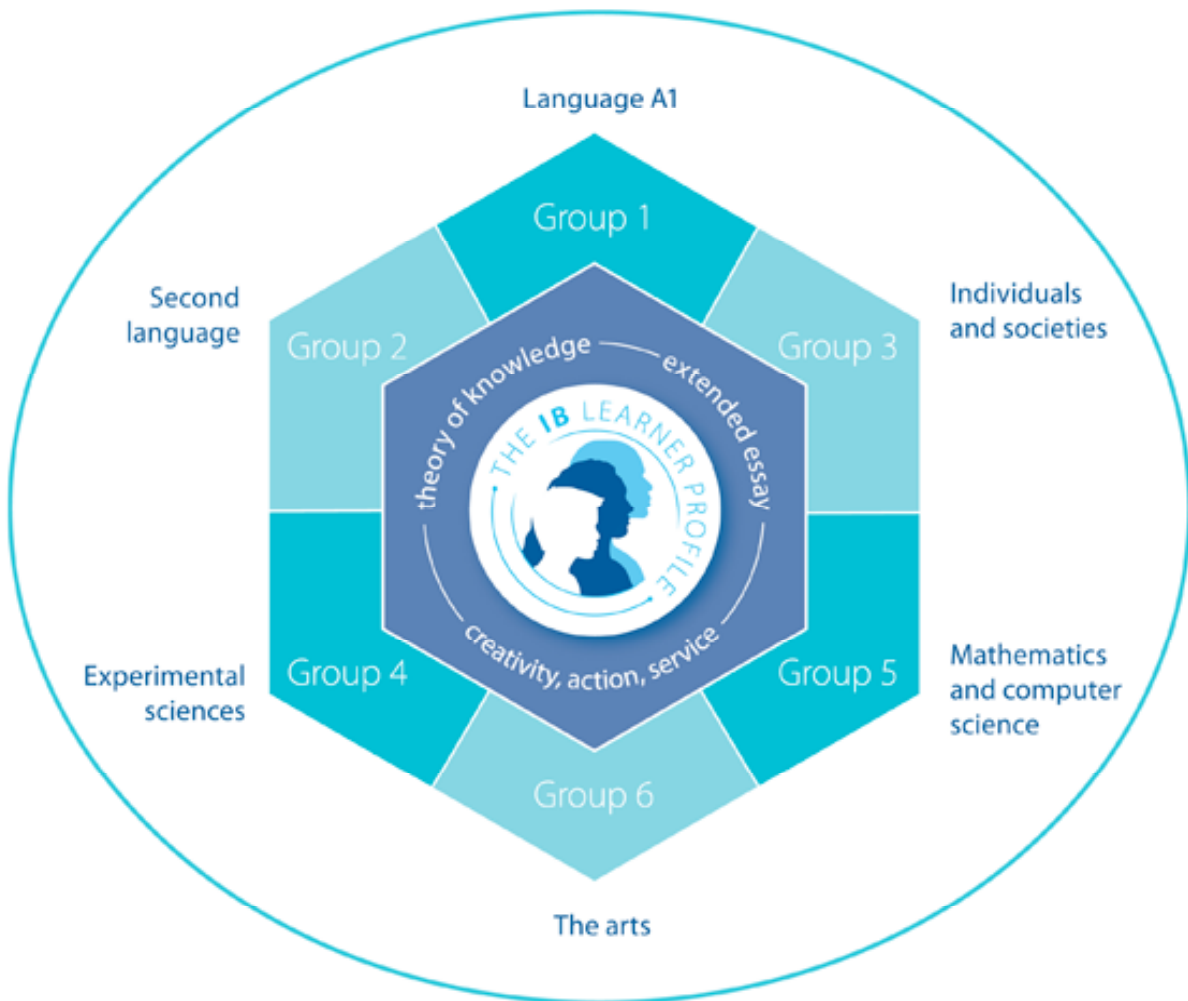 Language A1
Group 1
Second
language
Group 2
Group 3
Individuals
and societies
theory of knowledge
extended essay
THE IB LEARNER PROFILE
creativity, action, service
Experimental
sciences
Group 4
Group 5
Mathematics
and computer
science
Group 6
The arts